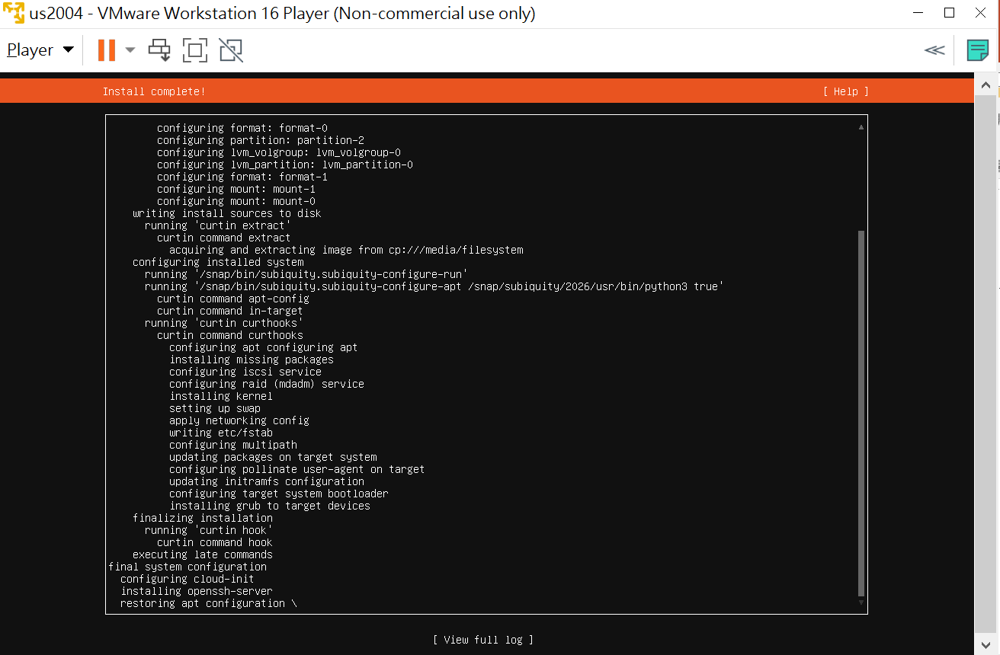 us2004 - VMware Workstation 16 Player (Non-commercial use only)
Player
Install complete! [ Help ]
configuring format: format-0
configuring partition: partition-2
configuring lvm_volgroup: lvm_volgroup-0
configuring lvm_partition: lvm_partition-0
configuring format: format-1
configuring mount: mount-1
configuring mount: mount-0
writing install sources to disk
running 'curtin extract'
curtin command extract
acquiring and extracting image from cp:///media/filesystem
configuring installed system
running '/snap/bin/subiquity.subiquity-configure-run'
running '/snap/bin/subiquity.subiquity-configure-apt /snap/subiquity/2026/usr/bin/python3 true'
curtin command apt-config
curtin command in-target
running 'curtin curthooks'
curtin command curthooks
configuring apt configuring apt
installing missing packages
configuring iscsi service
configuring raid (mdadm) service
installing kernel
setting up swap
apply networking config
writing etc/fstab
configuring multipath
updating packages on target system
configuring pollinate user-agent on target
updating initramfs configuration
configuring target system bootloader
installing grub to target devices
finalizing installation
running 'curtin hook'
curtin command hook
executing late commands
final system configuration
configuring cloud-init
installing openssh-server
restoring apt configuration \
[ View full log ]